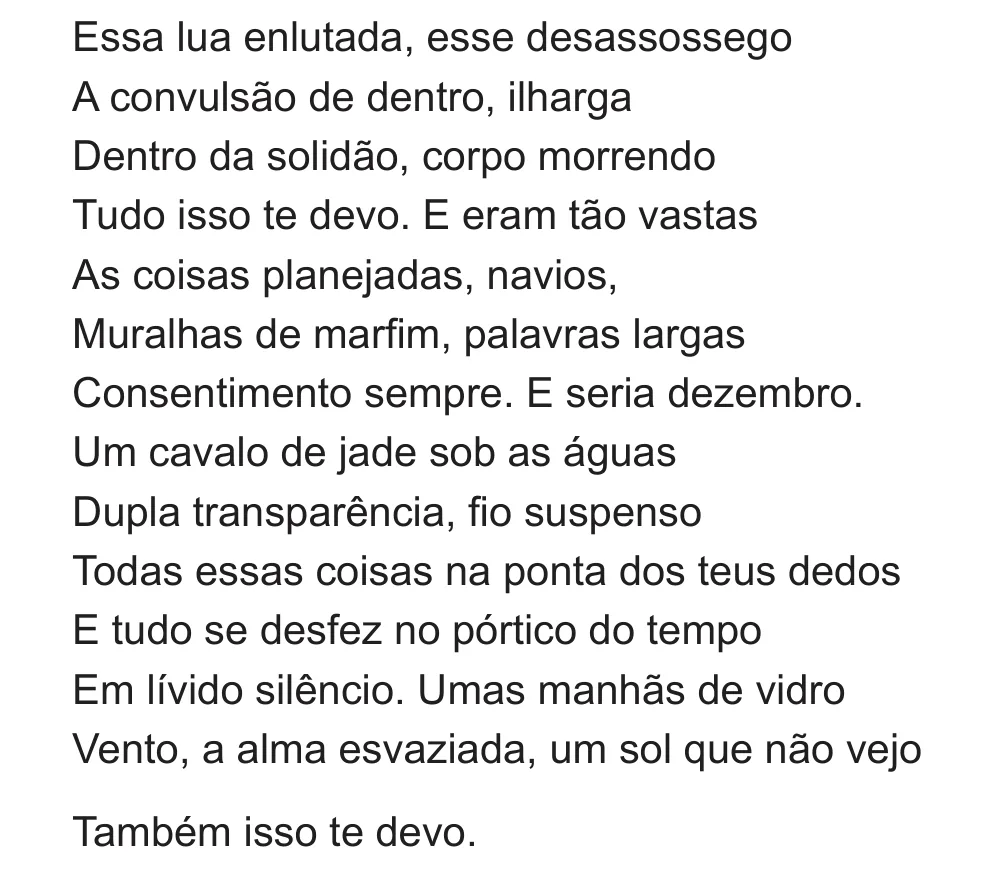 Essa lua enlutada, esse desassossego
A convulsão de dentro, ilharga
Dentro da solidão, corpo morrendo
Tudo isso te devo. E eram tão vastas
As coisas planejadas, navios,
Muralhas de marfim, palavras largas
Consentimento sempre. E seria dezembro.
Um cavalo de jade sob as águas
Dupla transparência, fio suspenso
Todas essas coisas na ponta dos teus dedos
E tudo se desfez no pórtico do tempo
Em lívido silêncio. Umas manhãs de vidro
Vento, a alma esvaziada, um sol que não vejo
Também isso te devo.